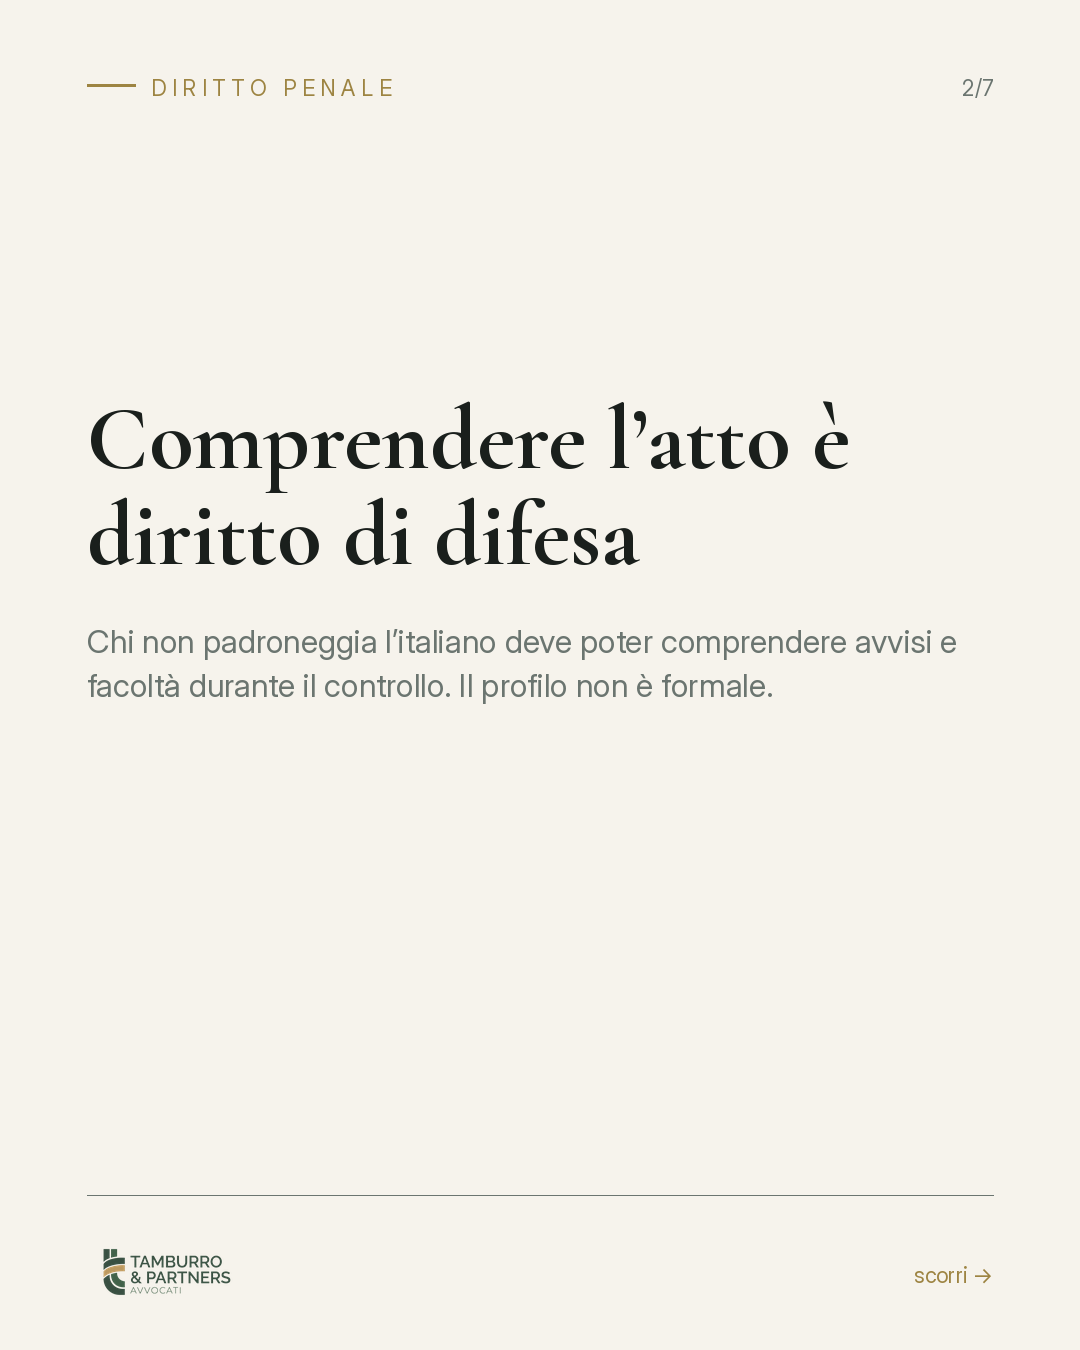 DIRITTO PENALE
2/7
Comprendere l’atto è
diritto di difesa
Chi non padroneggia l’italiano deve poter comprendere avvisi e
facoltà durante il controllo. Il profilo non è formale.
TAMBURRO
& PARTNERS
AVVOCATI
scorri →